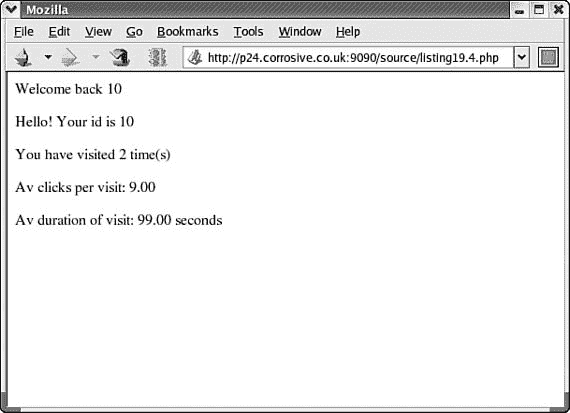 Mozilla
File Edit View Go Bookmarks Tools Window Help
http://p24.corrosive.co.uk:9090/source/listing19.4.php
Welcome back 10
Hello! Your id is 10
You have visited 2 time(s)
Av clicks per visit: 9.00
Av duration of visit: 99.00 seconds